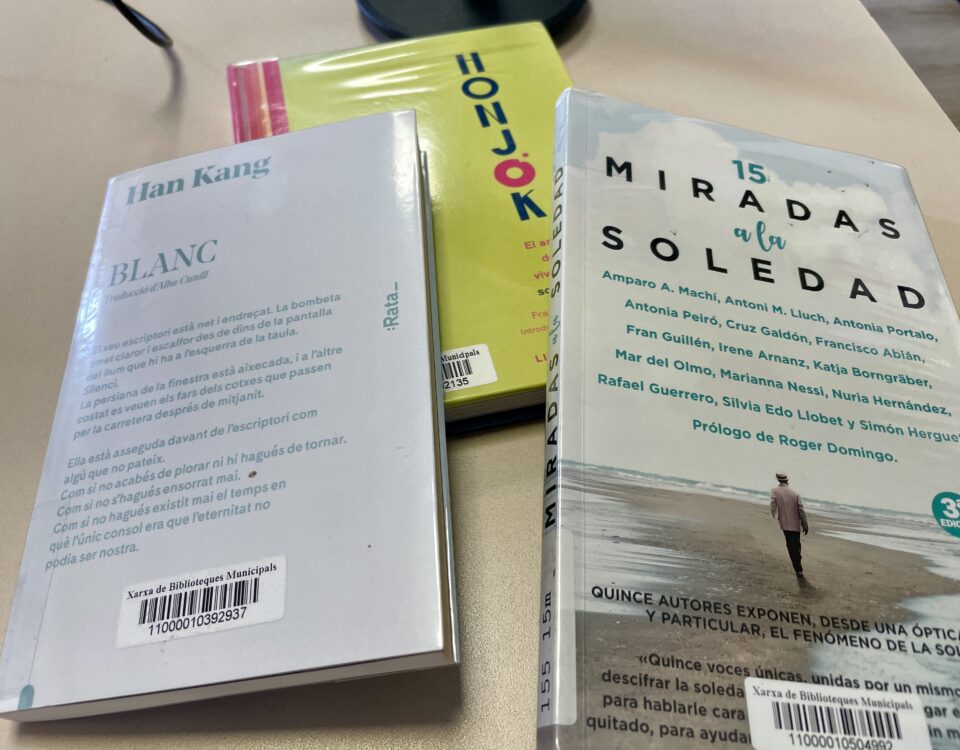 Han Kang
BLANC
Traducció d'Alba Cunill
:Rata_
El seu escriptori està net i endreçat. La bombeta
emet claror i escalfor des de dins de la pantalla
del llum que hi ha a l'esquerra de la taula.
Silenci.
La persiana de la finestra està aixecada, i a l'altre
costat es veuen els fars dels cotxes que passen
per la carretera després de mitjanit.
Ella està asseguda davant de l'escriptori com
algú que no pateix.
Com si no acabés de plorar ni hi hagués de tornar.
Com si no s'hagués ensorrat mai.
Com si no hagués existit mai el temps en
què l'únic consol era que l'eternitat no
podia ser nostra.
Xarxa de Biblioteques Municipals
11000010392937
HONJOK
El
Municipals
2135
MIRADAS a la SOLEDAD
155 15m
15
MIRADAS
a la
SOLEDAD
Amparo A. Machí, Antoni M. Lluch, Antonia Portalo,
Antonia Peiró, Cruz Galdón, Francisco Abián,
Fran Guillén, Irene Arnanz, Katja Borngräber,
Mar del Olmo, Marianna Nessi, Nuria Hernández,
Rafael Guerrero, Silvia Edo Llobet y Simón
Prólogo de Roger Domingo.
QUINCE AUTORES EXPONEN, DESDE UNA
Y PARTICULAR, EL FENÓMENO DE LA
«Quince voces únicas, unidas por un mismo
descifrar la
para hablarle cara
quitado, para
Xarxa de Biblioteques Municipals
11000010504992